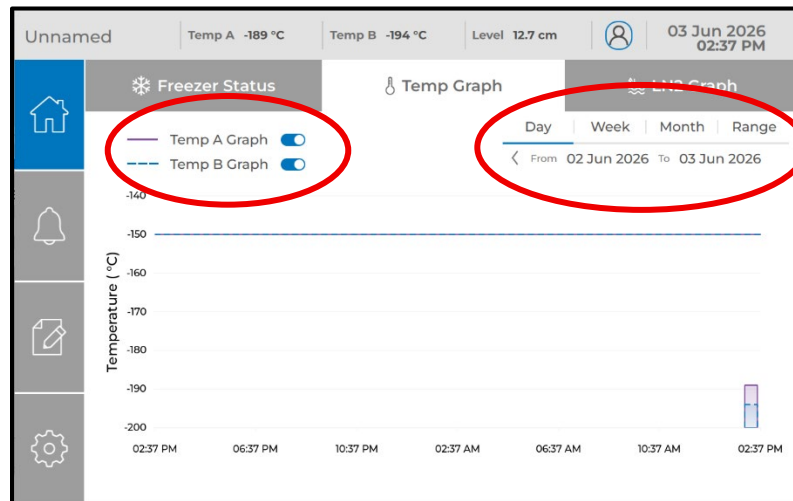 Unnamed
Temp A -189 °C
Temp B -194 °C
Level 12.7 cm
03 Jun 2026
02:37 PM
Freezer Status
Temp Graph
LN2 Graph
Temp A Graph
Temp B Graph
Day
Week
Month
Range
From 02 Jun 2026 To 03 Jun 2026
Temperature (°C)
-140
-150
-160
-170
-180
-190
-200
02:37 PM
06:37 PM
10:37 PM
02:37 AM
06:37 AM
10:37 AM
02:37 PM